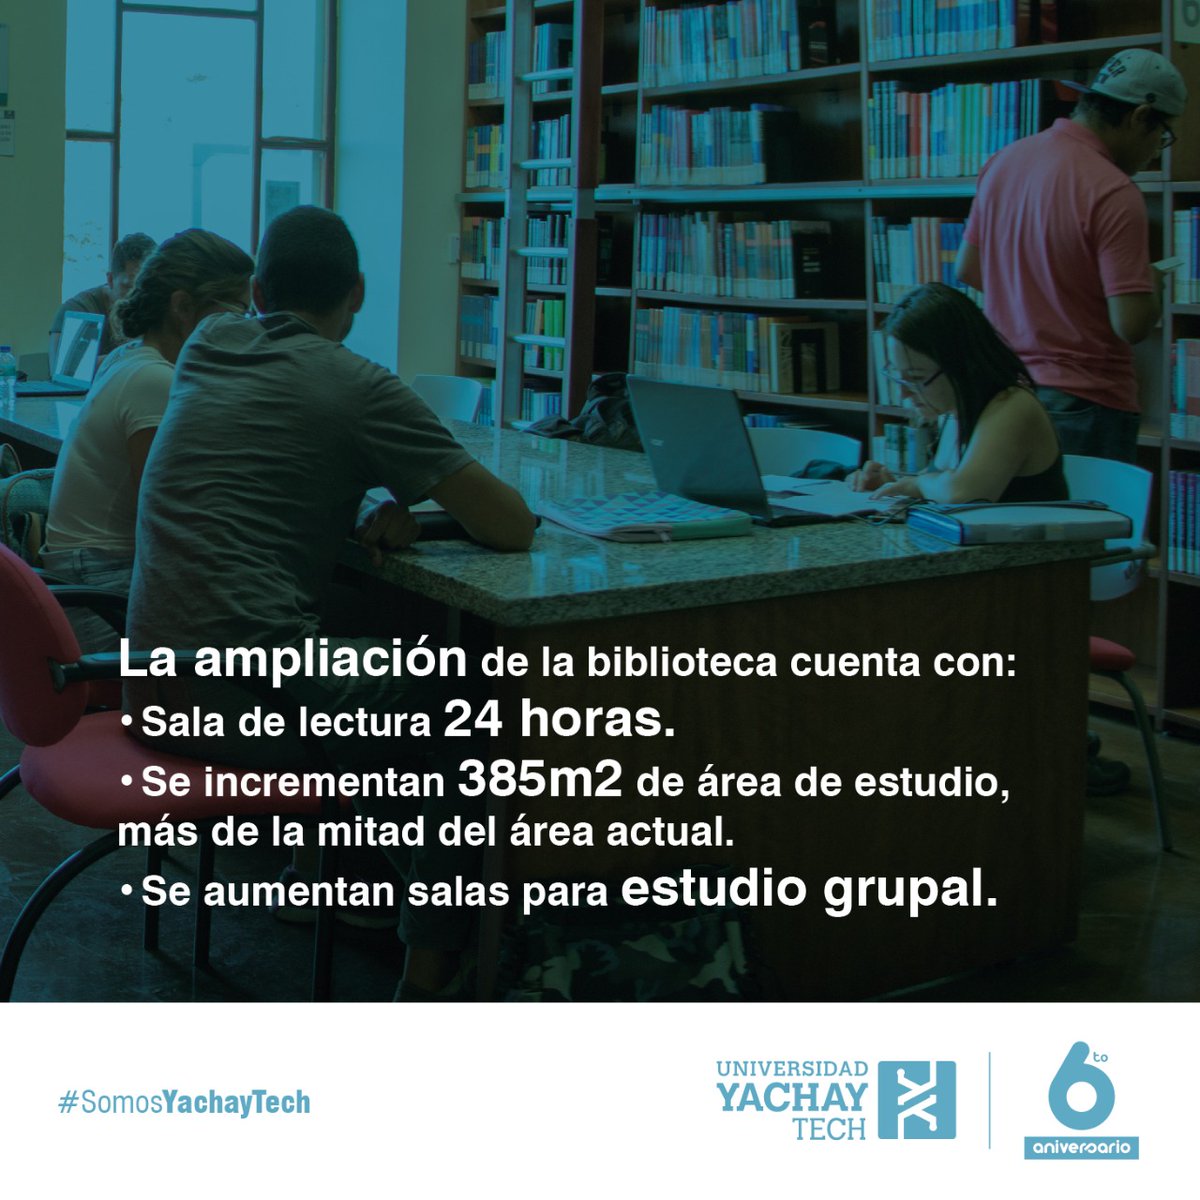 La ampliación de la biblioteca cuenta con:
• Sala de lectura 24 horas.
• Se incrementan 385m2 de área de estudio,
más de la mitad del área actual.
• Se aumentan salas para estudio grupal.
#SomosYachayTech
UNIVERSIDAD
YACHAY
TECH
6to
aniversario